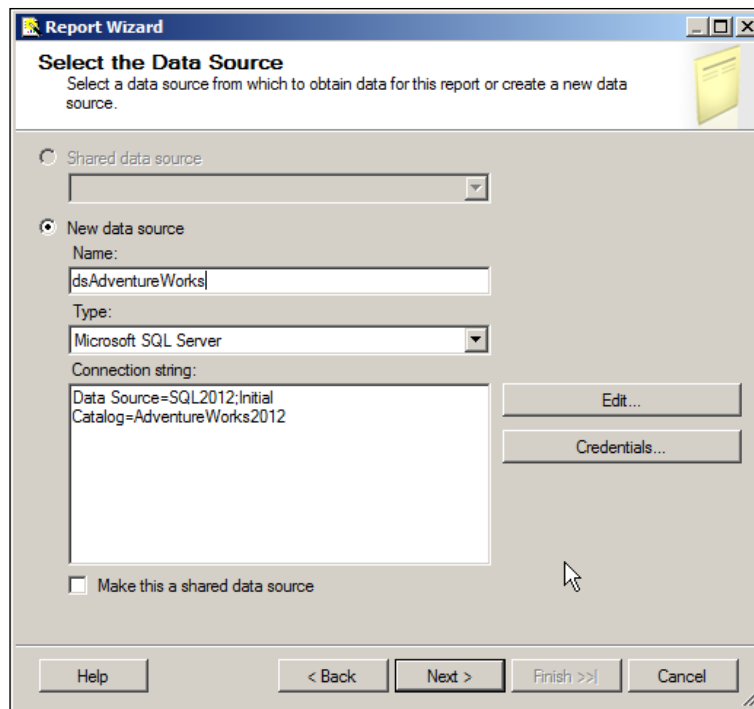 Report Wizard
Select the Data Source
Select a data source from which to obtain data for this report or create a new data
source.
Shared data source
New data source
Name:
dsAdventureWorks
Type:
Microsoft SQL Server
Connection string:
Data Source=SQL2012;Initial
Catalog=AdventureWorks2012
Edit...
Credentials...
Make this a shared data source
Help
< Back
Next >
Finish >>|
Cancel